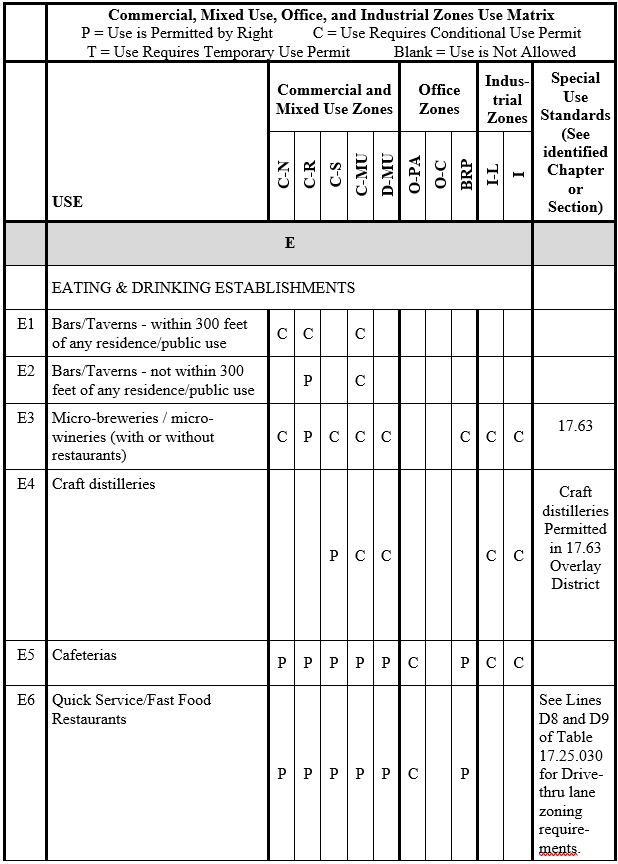 Commercial, Mixed Use, Office, and Industrial Zones Use Matrix
P = Use is Permitted by Right C = Use Requires Conditional Use Permit
T = Use Requires Temporary Use Permit Blank = Use is Not Allowed
USE
Commercial and
Mixed Use Zones
Office
Zones
Indus-
trial
Zones
Special
Use
Standards
(See
identified
Chapter
or
Section)
C-N
C-R
C-S
C-MU
D-MU
O-PA
O-C
BRP
I-L
I
E
EATING & DRINKING ESTABLISHMENTS
E1 Bars/Taverns - within 300 feet
of any residence/public use
C C C
E2 Bars/Taverns - not within 300
feet of any residence/public use
P C
E3 Micro-breweries / micro-
wineries (with or without
restaurants)
C P C C C C C C
17.63
E4 Craft distilleries
P C C C C
Craft
distilleries
Permitted
in 17.63
Overlay
District
E5 Cafeterias
P P P P P C P C C
E6 Quick Service/Fast Food
Restaurants
P P P P P C P
See Lines
D8 and D9
of Table
17.25.030
for Drive-
thru lane
zoning
require-
ments.